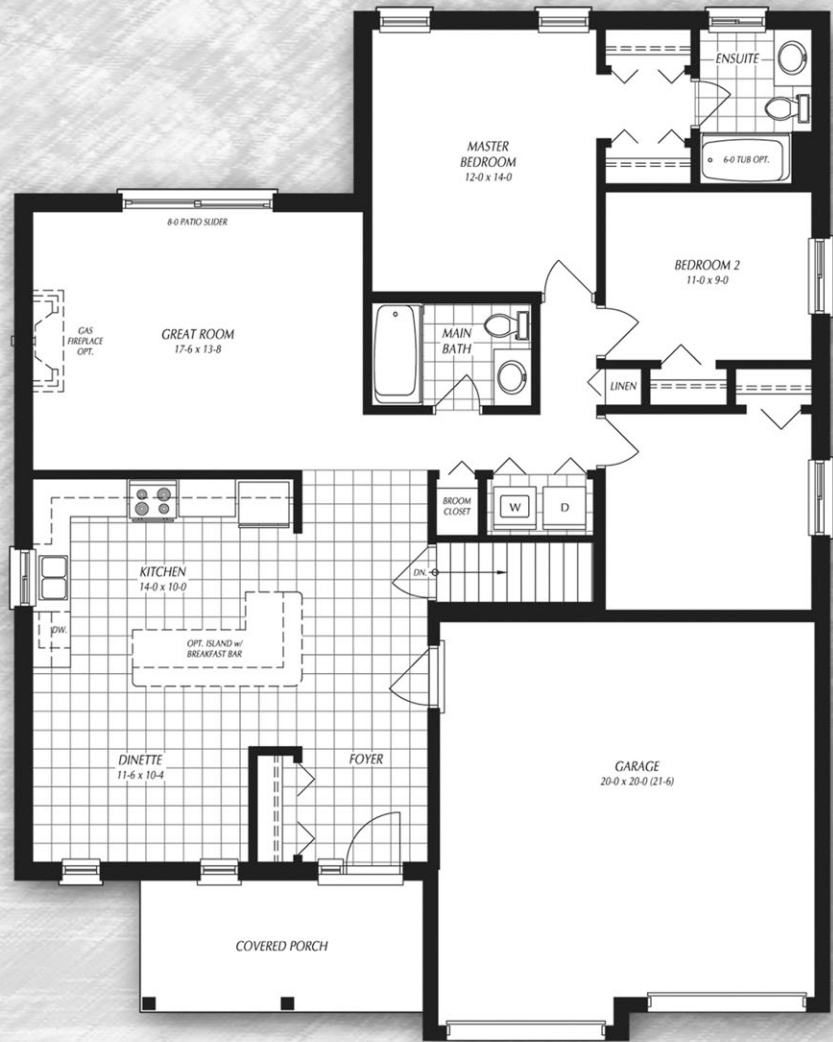 ENSUITE
MASTER
BEDROOM
12-0 x 14-0
6-0 TUB OPT.
8-0 PATIO SLIDER
BEDROOM 2
11-0 x 9-0
GAS
FIREPLACE
OPT.
GREAT ROOM
17-6 x 13-8
MAIN
BATH
LINEN
BROOM
CLOSET
W
D
KITCHEN
14-0 x 10-0
DN.
DW.
OPT. ISLAND w/
BREAKFAST BAR
DINETTE
11-6 x 10-4
FOYER
GARAGE
20-0 x 20-0 (21-6)
COVERED PORCH